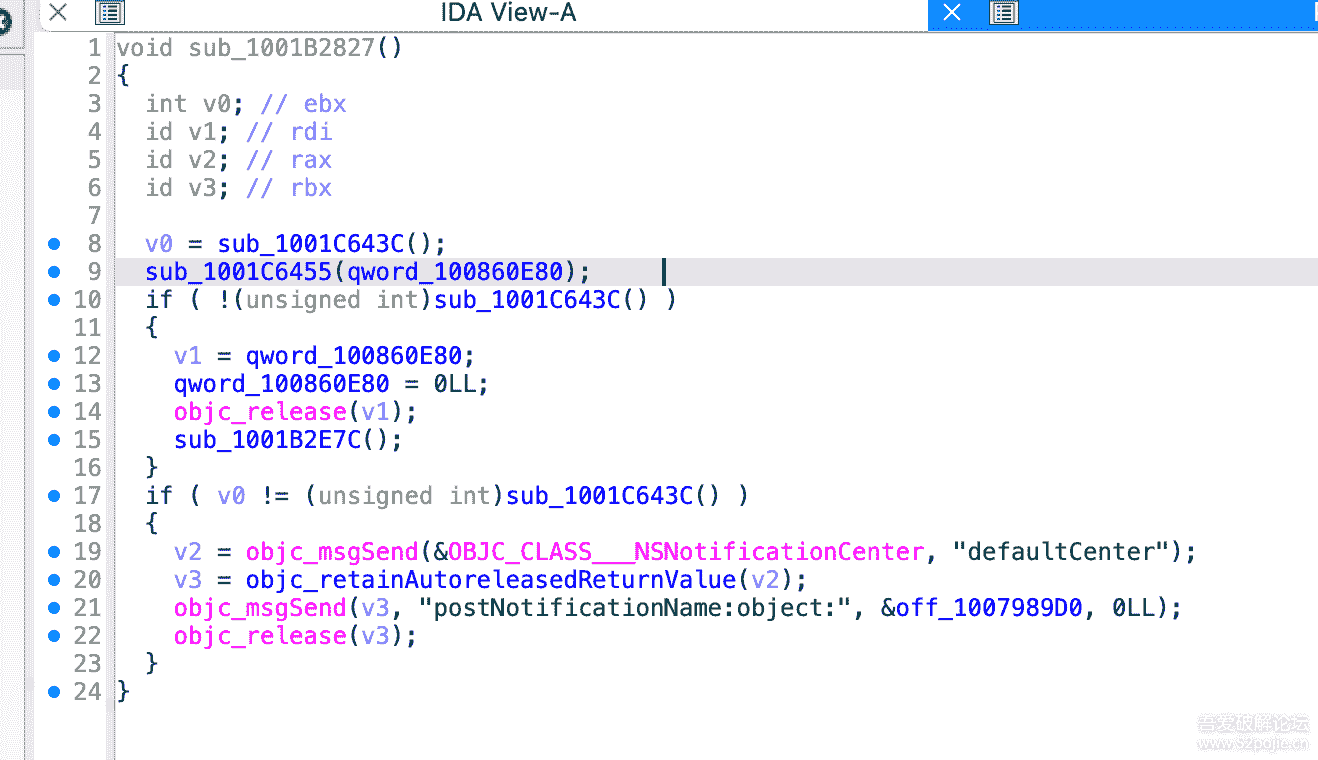 IDA View-A
1 void sub_1001B2827()
2 {
3   int v0; // ebx
4   id v1; // rdi
5   id v2; // rax
6   id v3; // rbx
7
8   v0 = sub_1001C643C();
9   sub_1001C6455(qword_100860E80);
10   if ( !(unsigned int)sub_1001C643C() )
11   {
12     v1 = qword_100860E80;
13     qword_100860E80 = 0LL;
14     objc_release(v1);
15     sub_1001B2E7C();
16   }
17   if ( v0 != (unsigned int)sub_1001C643C() )
18   {
19     v2 = objc_msgSend(&OBJC_CLASS___NSNotificationCenter, "defaultCenter");
20     v3 = objc_retainAutoreleasedReturnValue(v2);
21     objc_msgSend(v3, "postNotificationName:object:", &off_1007989D0, 0LL);
22     objc_release(v3);
23   }
24 }
吾爱破解论坛
www.52pojie.cn